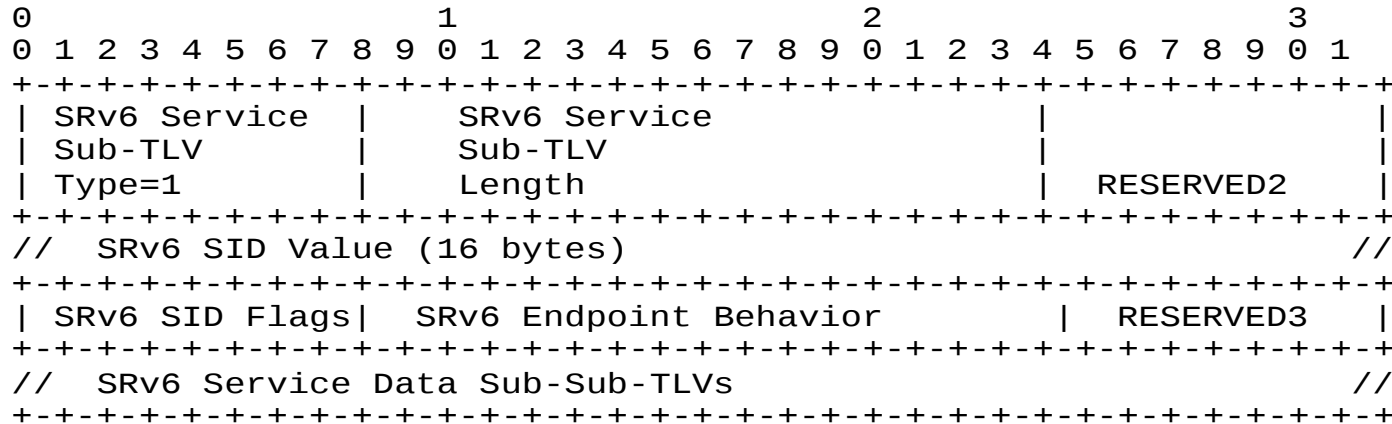 0                   1                   2                   3
0 1 2 3 4 5 6 7 8 9 0 1 2 3 4 5 6 7 8 9 0 1 2 3 4 5 6 7 8 9 0 1
+-+-+-+-+-+-+-+-+-+-+-+-+-+-+-+-+-+-+-+-+-+-+-+-+-+-+-+-+-+-+-+-+
| SRv6 Service  |    SRv6 Service               |               |
| Sub-TLV       |    Sub-TLV                    |               |
| Type=1        |    Length                     |  RESERVED2    |
+-+-+-+-+-+-+-+-+-+-+-+-+-+-+-+-+-+-+-+-+-+-+-+-+-+-+-+-+-+-+-+-+
//  SRv6 SID Value (16 bytes)                                  //
+-+-+-+-+-+-+-+-+-+-+-+-+-+-+-+-+-+-+-+-+-+-+-+-+-+-+-+-+-+-+-+-+
| SRv6 SID Flags|  SRv6 Endpoint Behavior        |  RESERVED3   |
+-+-+-+-+-+-+-+-+-+-+-+-+-+-+-+-+-+-+-+-+-+-+-+-+-+-+-+-+-+-+-+-+
//  SRv6 Service Data Sub-Sub-TLVs                             //
+-+-+-+-+-+-+-+-+-+-+-+-+-+-+-+-+-+-+-+-+-+-+-+-+-+-+-+-+-+-+-+-+